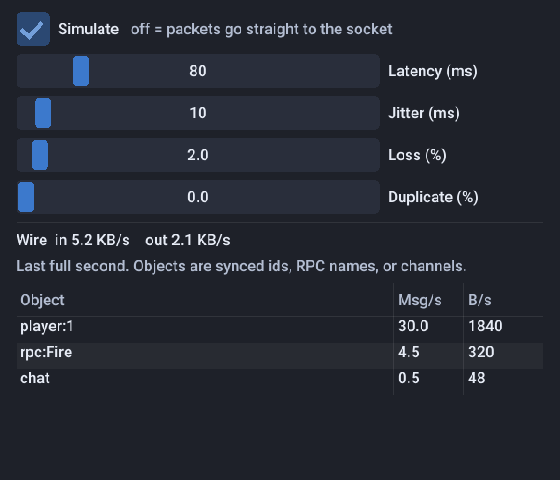 Simulate off = packets go straight to the socket
80 Latency (ms)
10 Jitter (ms)
2.0 Loss (%)
0.0 Duplicate (%)
Wire in 5.2 KB/s out 2.1 KB/s
Last full second. Objects are synced ids, RPC names, or channels.
Object Msg/s B/s
player:1 30.0 1840
rpc:Fire 4.5 320
chat 0.5 48